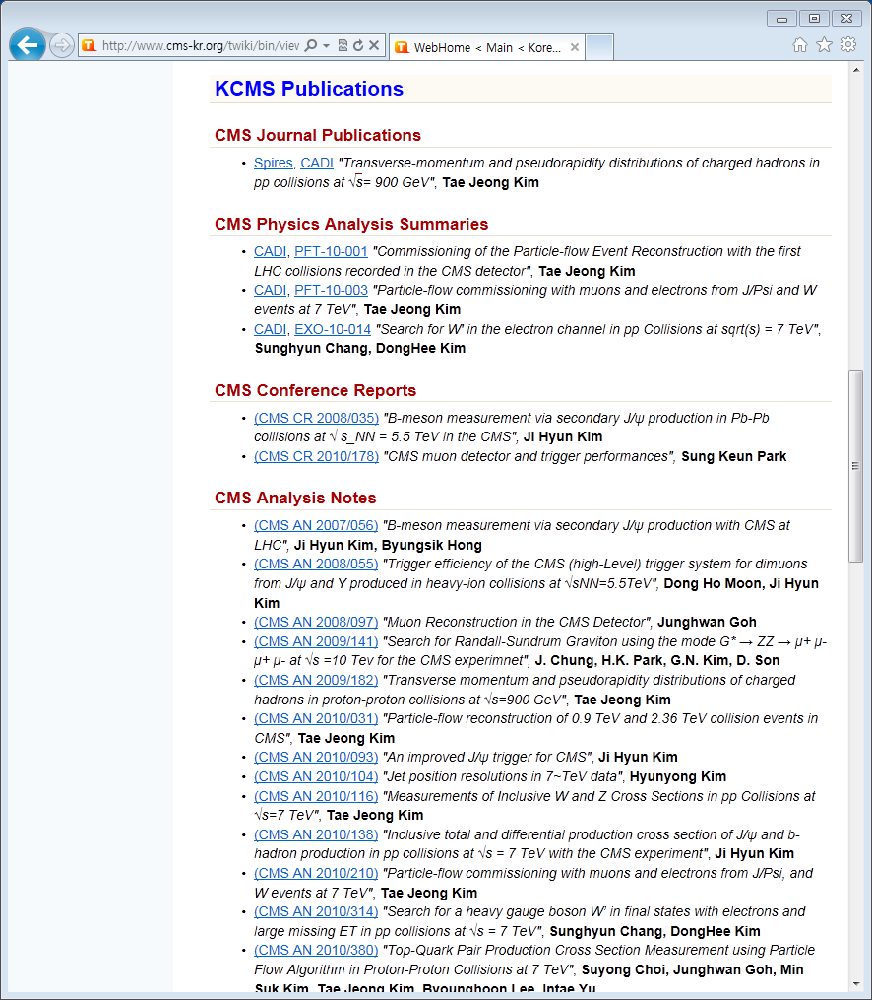 http://www.cms-kr.org/twiki/bin/view
WebHome < Main < Kore...
KCMS Publications
CMS Journal Publications
• Spires, CADI "Transverse-momentum and pseudorapidity distributions of charged hadrons in
pp collisions at √s= 900 GeV", Tae Jeong Kim
CMS Physics Analysis Summaries
• CADI, PFT-10-001 "Commissioning of the Particle-flow Event Reconstruction with the first
LHC collisions recorded in the CMS detector", Tae Jeong Kim
• CADI, PFT-10-003 "Particle-flow commissioning with muons and electrons from J/Psi and W
events at 7 TeV", Tae Jeong Kim
• CADI, EXO-10-014 "Search for W' in the electron channel in pp Collisions at sqrt(s) = 7 TeV",
Sunghyun Chang, DongHee Kim
CMS Conference Reports
• (CMS CR 2008/035) "B-meson measurement via secondary J/ψ production in Pb-Pb
collisions at √ s_NN = 5.5 TeV in the CMS", Ji Hyun Kim
• (CMS CR 2010/178) "CMS muon detector and trigger performances", Sung Keun Park
CMS Analysis Notes
• (CMS AN 2007/056) "B-meson measurement via secondary J/ψ production with CMS at
LHC", Ji Hyun Kim, Byungsik Hong
• (CMS AN 2008/055) "Trigger efficiency of the CMS (high-Level) trigger system for dimuons
from J/ψ and Υ produced in heavy-ion collisions at √sNN=5.5TeV", Dong Ho Moon, Ji Hyun
Kim
• (CMS AN 2008/097) "Muon Reconstruction in the CMS Detector", Junghwan Goh
• (CMS AN 2009/141) "Search for Randall-Sundrum Graviton using the mode G* → ZZ → μ+ μ-
μ+ μ- at √s =10 Tev for the CMS experimnet", J. Chung, H.K. Park, G.N. Kim, D. Son
• (CMS AN 2009/182) "Transverse momentum and pseudorapidity distributions of charged
hadrons in proton-proton collisions at √s=900 GeV", Tae Jeong Kim
• (CMS AN 2010/031) "Particle-flow reconstruction of 0.9 TeV and 2.36 TeV collision events in
CMS", Tae Jeong Kim
• (CMS AN 2010/093) "An improved J/ψ trigger for CMS", Ji Hyun Kim
• (CMS AN 2010/104) "Jet position resolutions in 7~TeV data", Hyunyong Kim
• (CMS AN 2010/116) "Measurements of Inclusive W and Z Cross Sections in pp Collisions at
√s=7 TeV", Tae Jeong Kim
• (CMS AN 2010/138) "Inclusive total and differential production cross section of J/ψ and b-
hadron production in pp collisions at √s = 7 TeV with the CMS experiment", Ji Hyun Kim
• (CMS AN 2010/210) "Particle-flow commissioning with muons and electrons from J/Psi, and
W events at 7 TeV", Tae Jeong Kim
• (CMS AN 2010/314) "Search for a heavy gauge boson W' in final states with electrons and
large missing ET in pp collisions at √s = 7 TeV", Sunghyun Chang, DongHee Kim
• (CMS AN 2010/380) "Top-Quark Pair Production Cross Section Measurement using Particle
Flow Algorithm in Proton-Proton Collisions at 7 TeV", Suyong Choi, Junghwan Goh, Min
Suk Kim, Tae Jeong Kim, Byounghoon Lee, Intae Yu